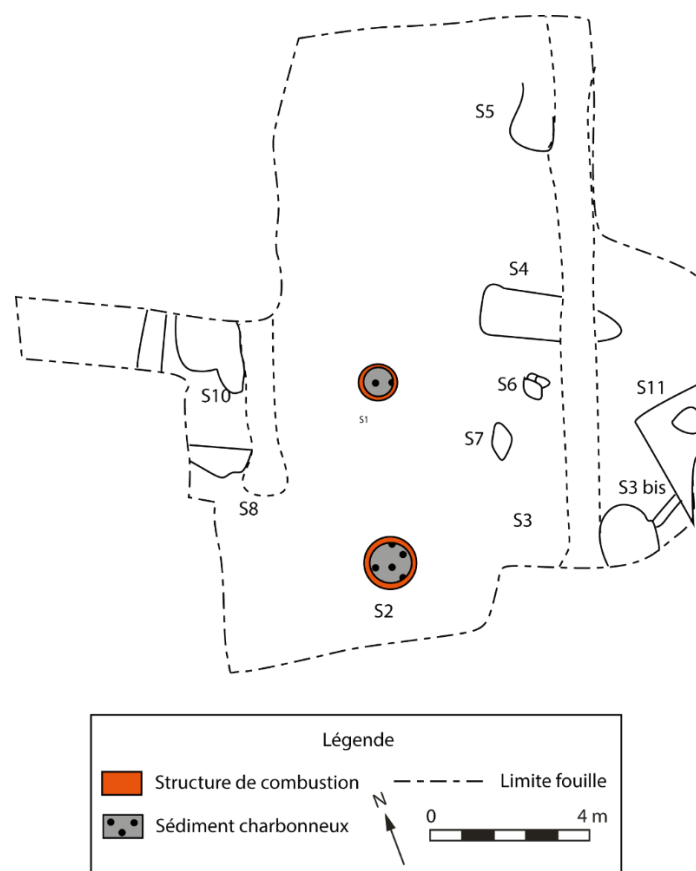 S5
S4
S6
S11
S10
S1
S7
S3 bis
S8
S3
S2
Légende
Structure de combustion
Limite fouille
N
Sédiment charbonneux
0 4 m